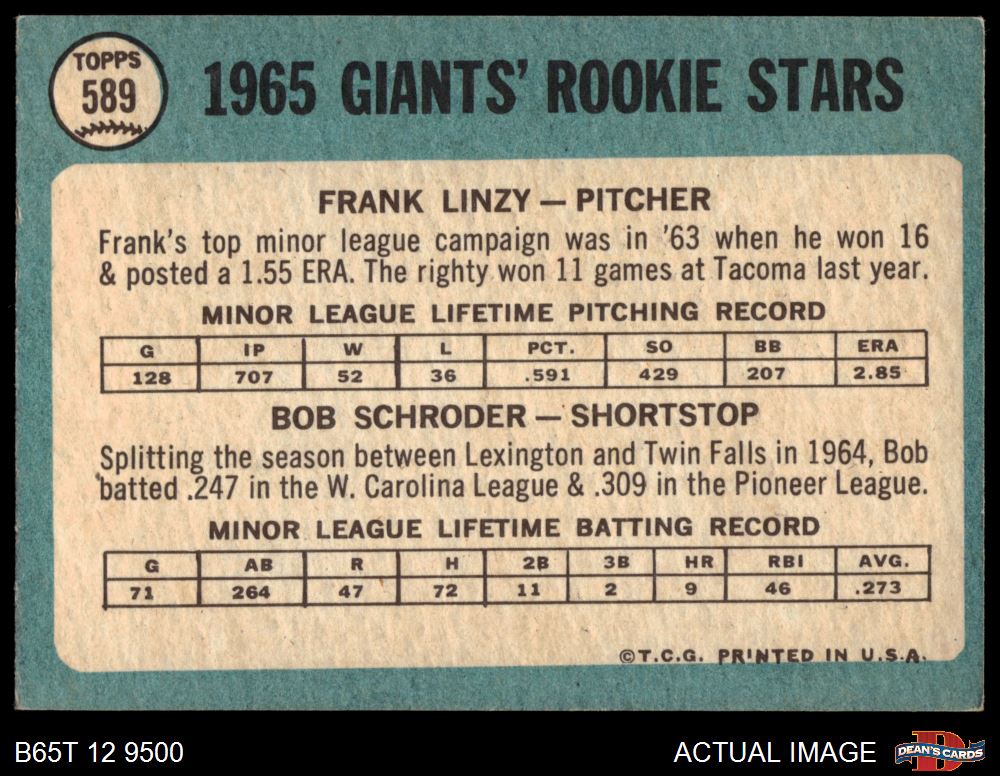 TOPPS
589
1965 GIANTS' ROOKIE STARS
FRANK LINZY — PITCHER
Frank's top minor league campaign was in '63 when he won 16
& posted a 1.55 ERA. The righty won 11 games at Tacoma last year.
MINOR LEAGUE LIFETIME PITCHING RECORD
G IP W L PCT. SO BB ERA
128 707 52 36 .591 429 207 2.85
BOB SCHRODER — SHORTSTOP
Splitting the season between Lexington and Twin Falls in 1964, Bob
batted .247 in the W. Carolina League & .309 in the Pioneer League.
MINOR LEAGUE LIFETIME BATTING RECORD
G AB R H 2B 3B HR RBI AVG.
71 264 47 72 11 2 9 46 .273
©T.C.G. PRINTED IN U.S.A.
B65T 12 9500
ACTUAL IMAGE
D
DEAN'S CARDS